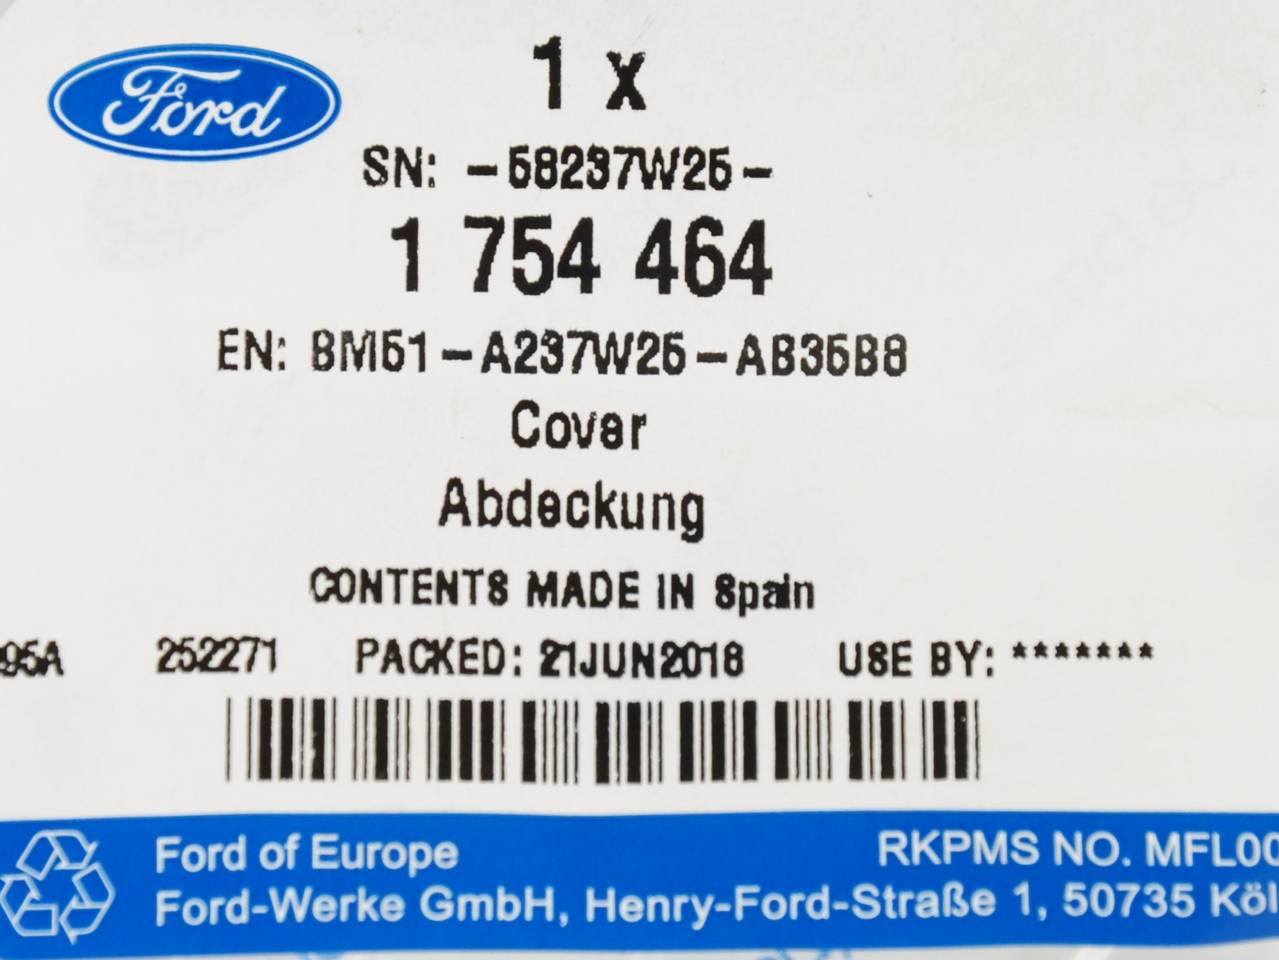 Ford
1 x
SN: -58237W25-
1 754 464
EN: BM51-A237W25-AB35B8
Cover
Abdeckung
CONTENTS MADE IN Spain
95A 252271 PACKED: 21JUN2018 USE BY: *******
Ford of Europe RKPMS NO. MFL00
Ford-Werke GmbH, Henry-Ford-Straße 1, 50735 Köl